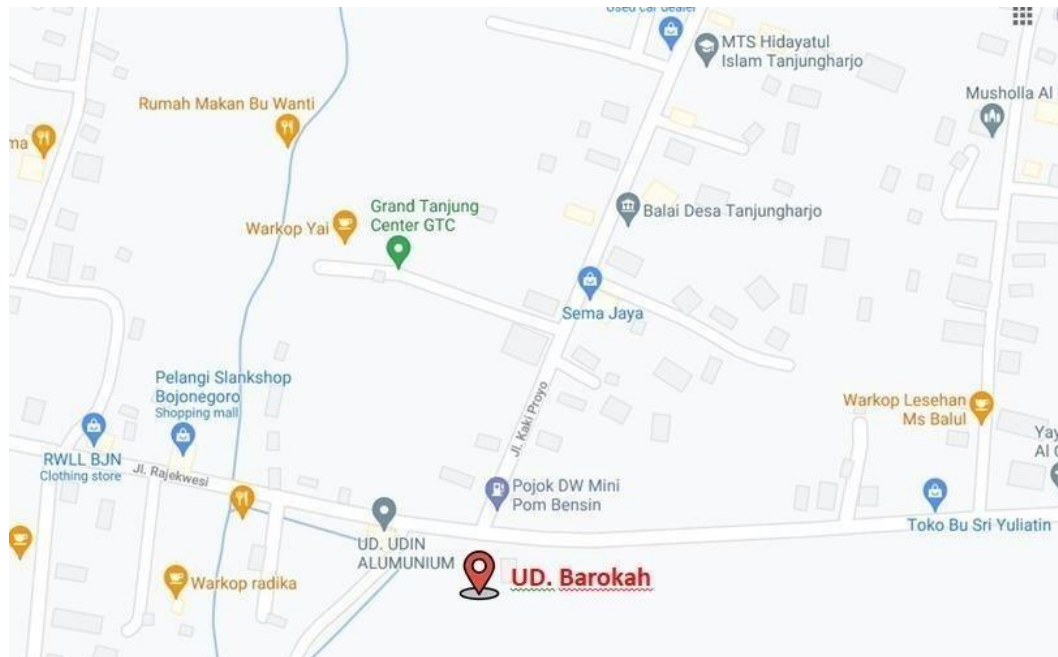 Used car dealer
MTS Hidayatul
Islam Tanjungharjo
Rumah Makan Bu Wanti
Musholla Al
ma
Grand Tanjung
Center GTC
Balai Desa Tanjungharjo
Warkop Yai
Sema Jaya
Pelangi Slankshop
Bojonegoro
Shopping mall
Jl. Kaki Proyo
Warkop Lesehan
Ms Balul
RWLL BJN
Clothing store
Jl. Rajekwesi
Yay
Al
Pojok DW Mini
Pom Bensin
Toko Bu Sri Yuliatin
UD. UDIN
ALUMUNIUM
Warkop radika
UD. Barokah